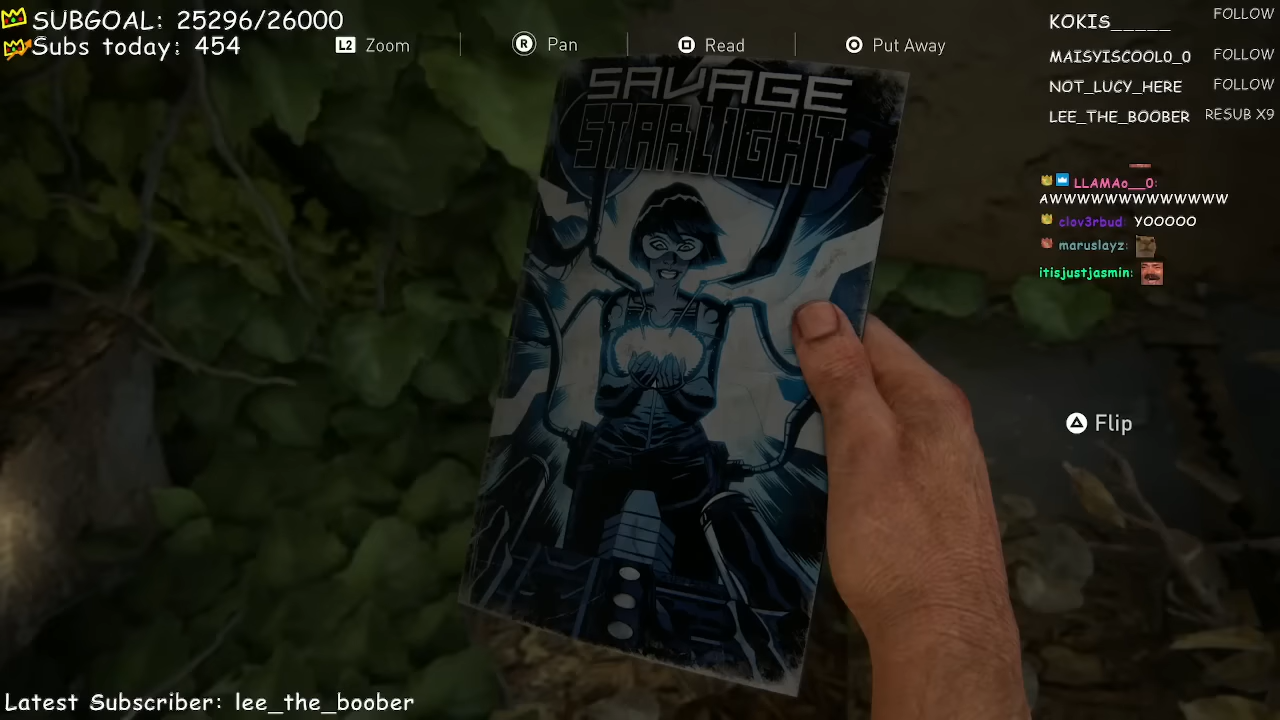 SUBGOAL: 25296/26000
Subs today: 454
L2 Zoom
R Pan
Read
Put Away
KOKIS_____ FOLLOW
MAISYISCOOL0_0 FOLLOW
NOT_LUCY_HERE FOLLOW
LEE_THE_BOOBER RESUB X9
SAVAGE
STARLIGHT
LLAMAo__0:
AWWWWWWWWWWWWWW
clov3rbud: YOOOOO
maruslayz:
itisjustjasmin:
Flip
Latest Subscriber: lee_the_boober